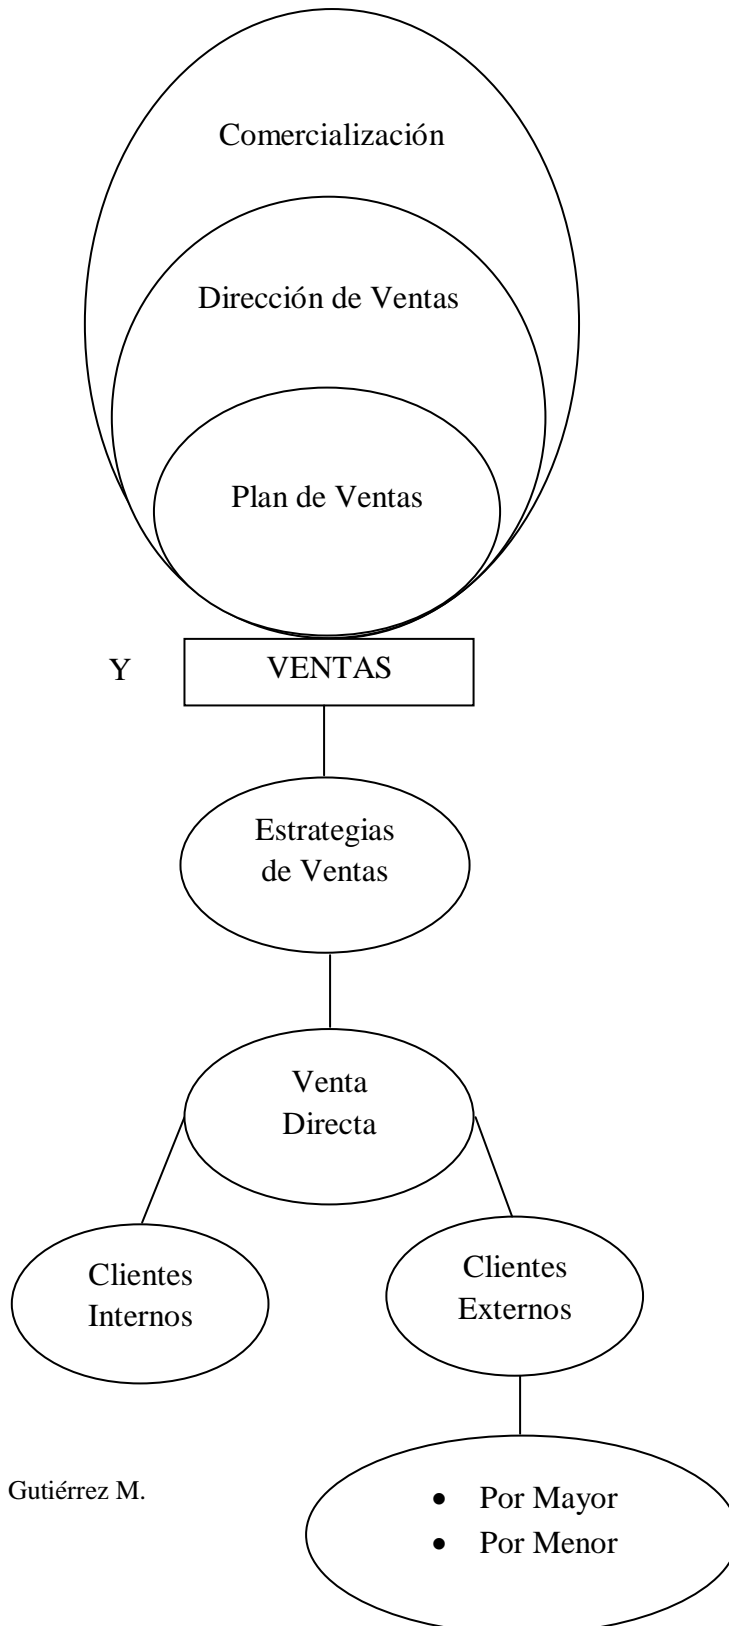 Comercialización
Dirección de Ventas
Plan de Ventas
Y
VENTAS
Estrategias
de Ventas
Venta
Directa
Clientes
Internos
Clientes
Externos
Gutiérrez M.
• Por Mayor
• Por Menor